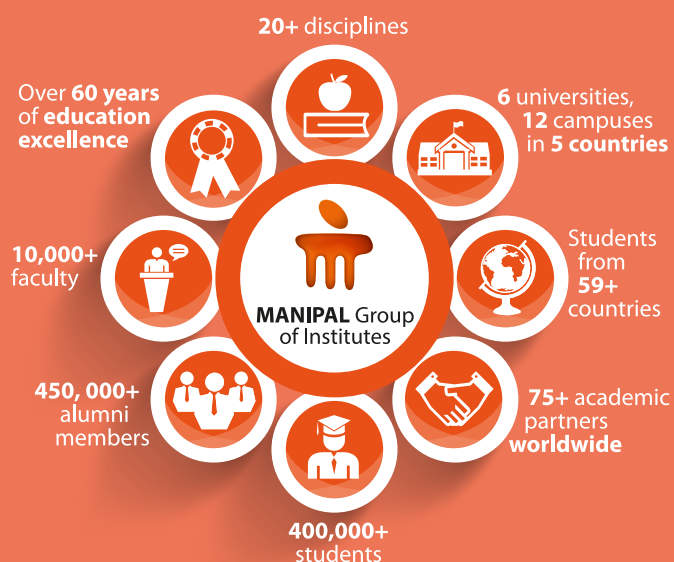 20+ disciplines
6 universities,
12 campuses
in 5 countries
Students
from
59+
countries
75+ academic
partners
worldwide
400,000+
students
450, 000+
alumni
members
10,000+
faculty
Over 60 years
of education
excellence
MANIPAL Group
of Institutes